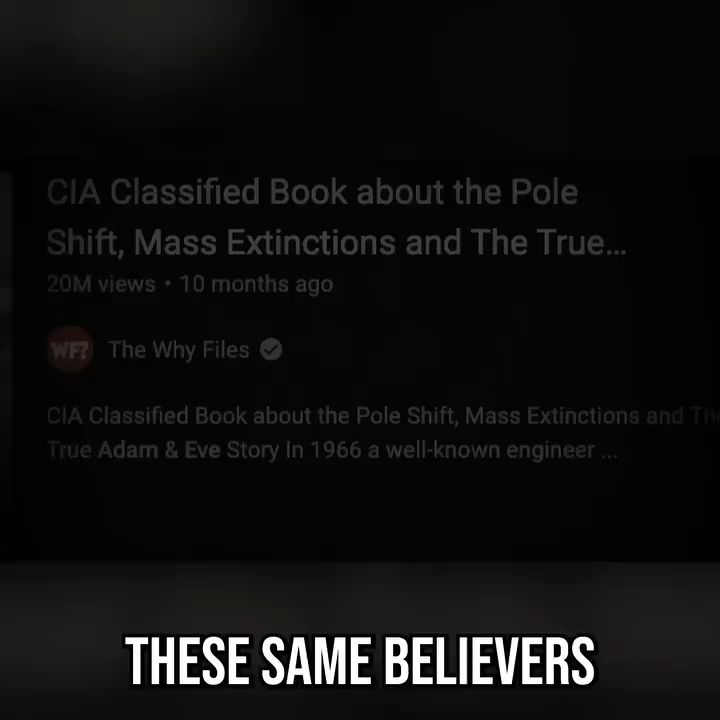 CIA Classified Book about the Pole
Shift, Mass Extinctions and The True...
20M views • 10 months ago
WF? The Why Files
CIA Classified Book about the Pole Shift, Mass Extinctions and Th
True Adam & Eve Story In 1966 a well-known engineer ...
THESE SAME BELIEVERS